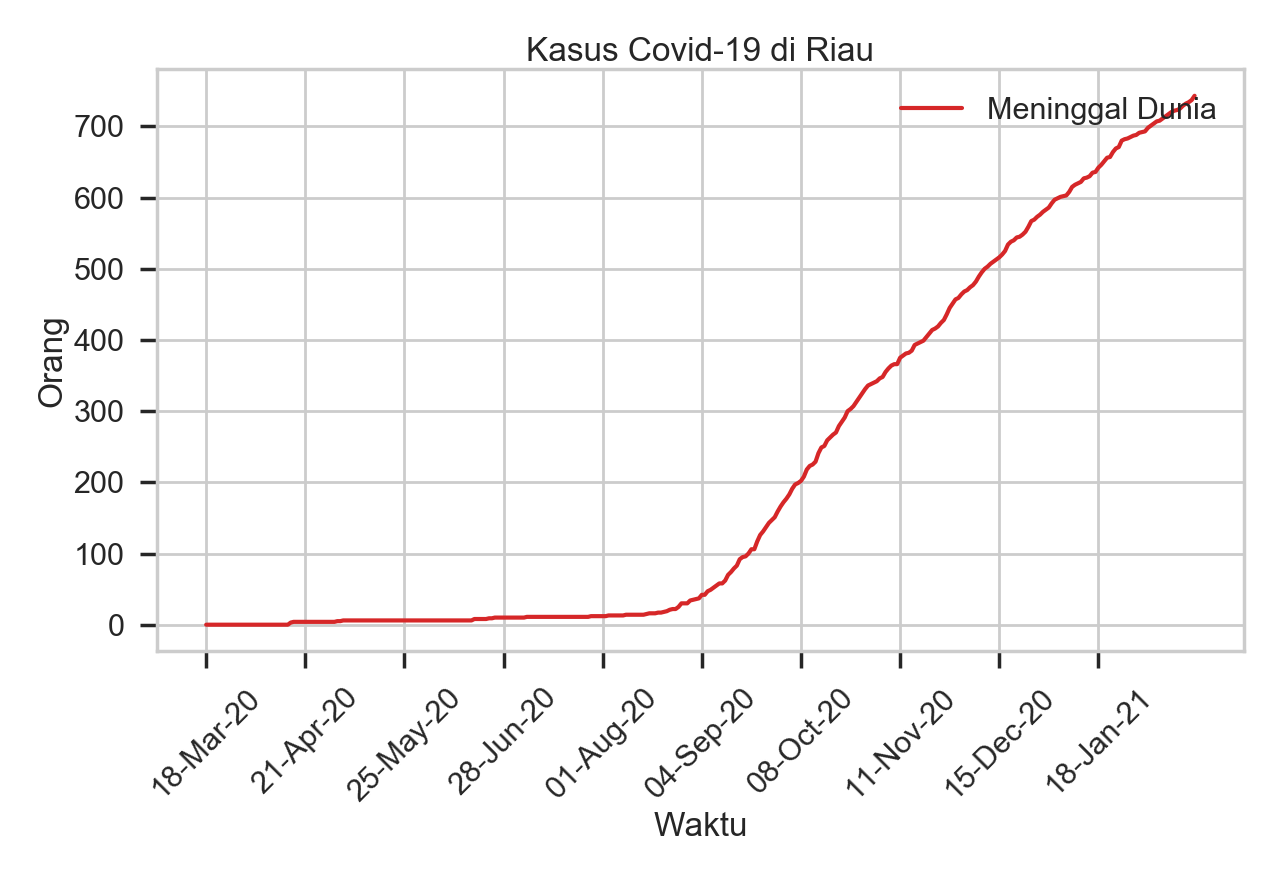 Kasus Covid-19 di Riau
Meninggal Dunia
700
600
500
400
300
200
100
0
Orang
18-Mar-20
21-Apr-20
25-May-20
28-Jun-20
01-Aug-20
04-Sep-20
08-Oct-20
11-Nov-20
15-Dec-20
18-Jan-21
Waktu